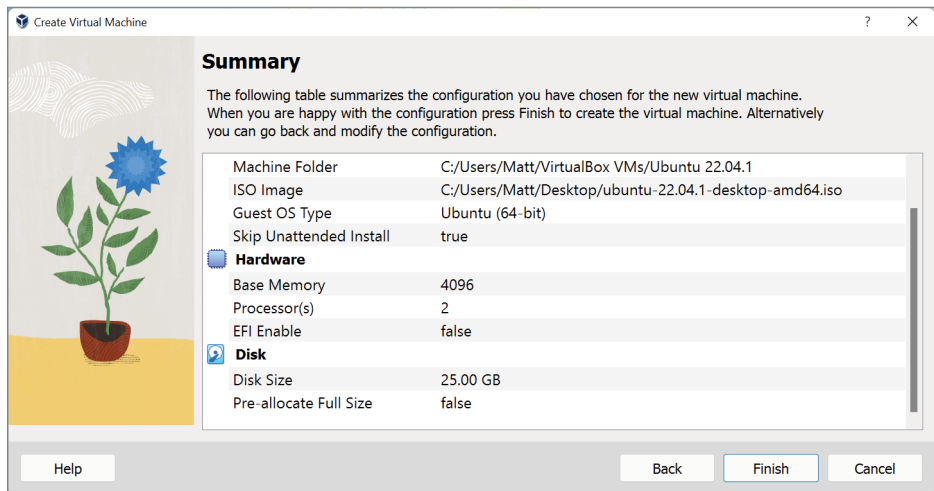 Create Virtual Machine ?
Summary
The following table summarizes the configuration you have chosen for the new virtual machine.
When you are happy with the configuration press Finish to create the virtual machine. Alternatively
you can go back and modify the configuration.
Machine Folder C:/Users/Matt/VirtualBox VMs/Ubuntu 22.04.1
ISO Image C:/Users/Matt/Desktop/ubuntu-22.04.1-desktop-amd64.iso
Guest OS Type Ubuntu (64-bit)
Skip Unattended Install true
Hardware
Base Memory 4096
Processor(s) 2
EFI Enable false
Disk
Disk Size 25.00 GB
Pre-allocate Full Size false
Help Back Finish Cancel